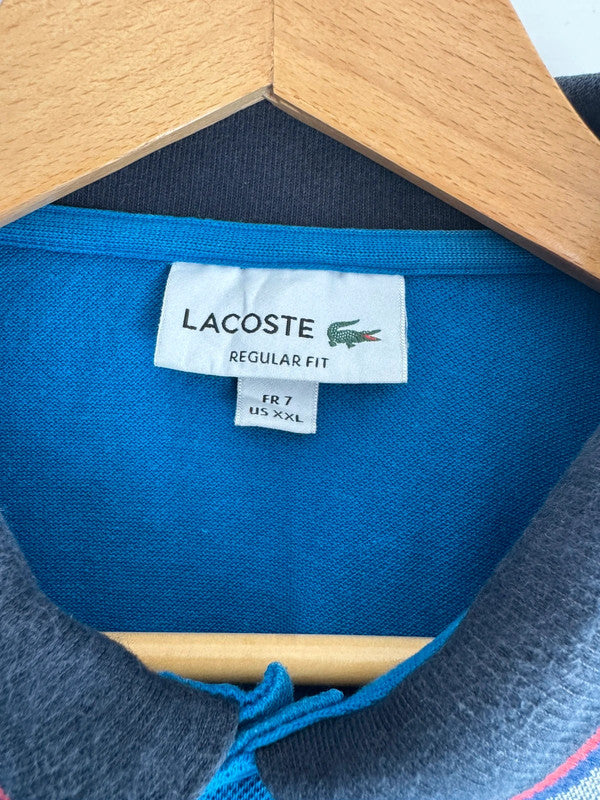 LACOSTE
REGULAR FIT
FR 7
US XXL